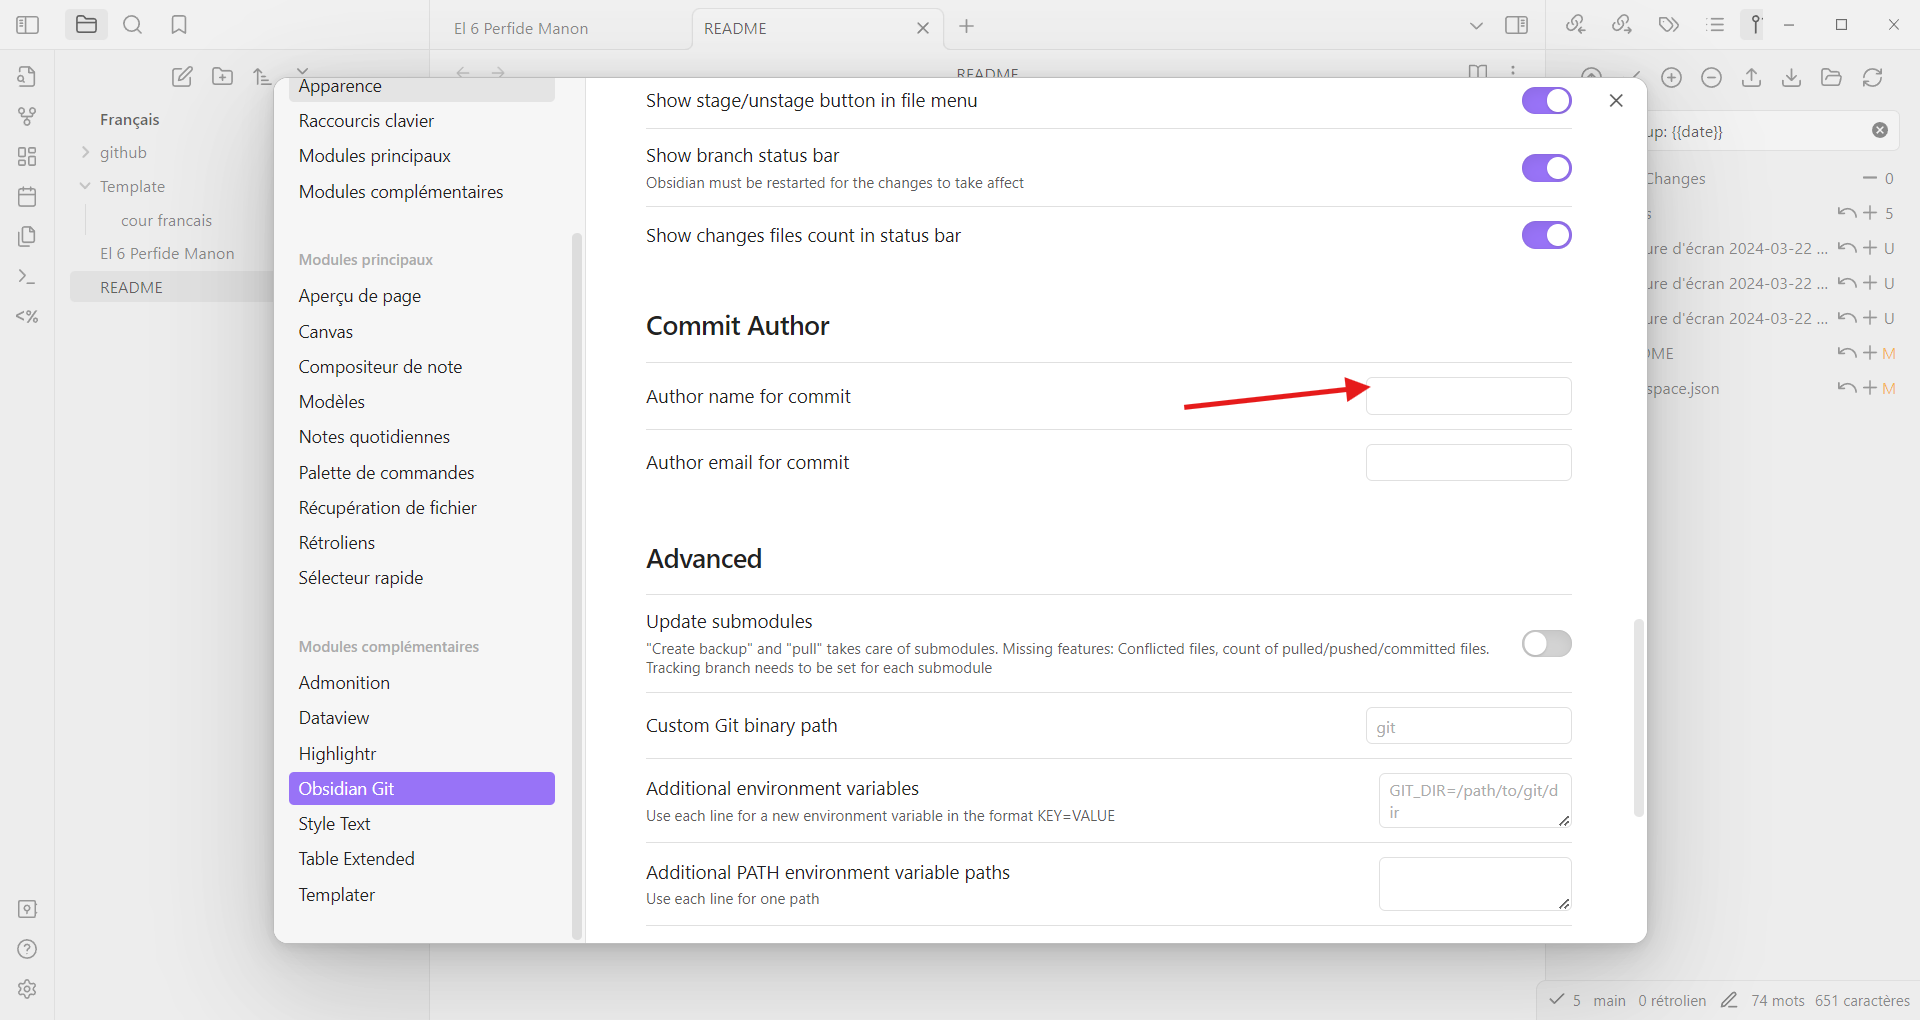 El 6 Perfide Manon
README
README
Français
github
Template
cour francais
El 6 Perfide Manon
README
Apparence
Raccourcis clavier
Modules principaux
Modules complémentaires
Modules principaux
Aperçu de page
Canvas
Compositeur de note
Modèles
Notes quotidiennes
Palette de commandes
Récupération de fichier
Rétroliens
Sélecteur rapide
Modules complémentaires
Admonition
Dataview
Highlightr
Obsidian Git
Style Text
Table Extended
Templater
Show stage/unstage button in file menu
Show branch status bar
Obsidian must be restarted for the changes to take affect
Show changes files count in status bar
Commit Author
Author name for commit
Author email for commit
Advanced
Update submodules
"Create backup" and "pull" takes care of submodules. Missing features: Conflicted files, count of pulled/pushed/committed files.
Tracking branch needs to be set for each submodule
Custom Git binary path
git
Additional environment variables
Use each line for a new environment variable in the format KEY=VALUE
GIT_DIR=/path/to/git/d
ir
Additional PATH environment variable paths
Use each line for one path
up: {{date}}
Changes 0
s 5
ure d'écran 2024-03-22 ... U
ure d'écran 2024-03-22 ... U
ure d'écran 2024-03-22 ... U
ME M
space.json M
5 main 0 rétrolien 74 mots 651 caractères